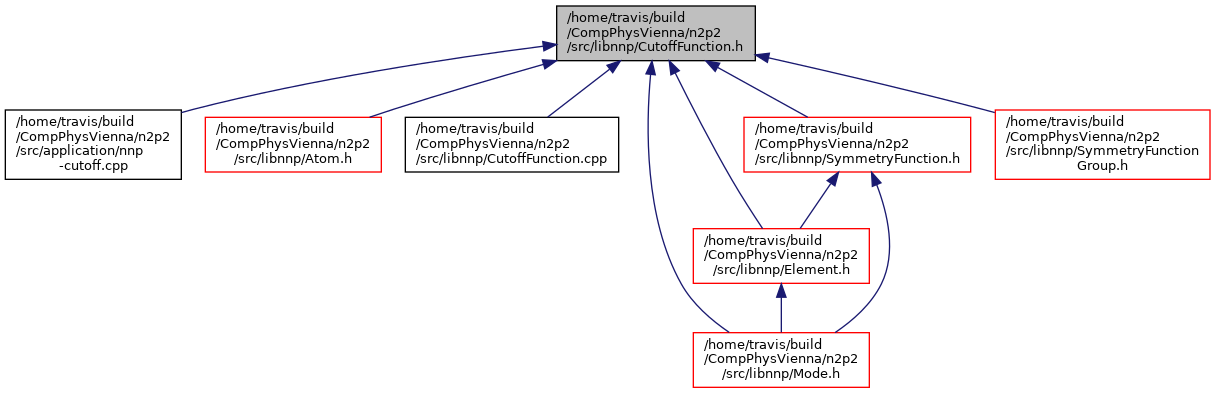 /home/travis/build
/CompPhysVienna/n2p2
/src/libnnp/CutoffFunction.h
/home/travis/build
/CompPhysVienna/n2p2
/src/application/nnp
-cutoff.cpp
/home/travis/build
/CompPhysVienna/n2p2
/src/libnnp/Atom.h
/home/travis/build
/CompPhysVienna/n2p2
/src/libnnp/CutoffFunction.cpp
/home/travis/build
/CompPhysVienna/n2p2
/src/libnnp/SymmetryFunction.h
/home/travis/build
/CompPhysVienna/n2p2
/src/libnnp/SymmetryFunction
Group.h
/home/travis/build
/CompPhysVienna/n2p2
/src/libnnp/Element.h
/home/travis/build
/CompPhysVienna/n2p2
/src/libnnp/Mode.h